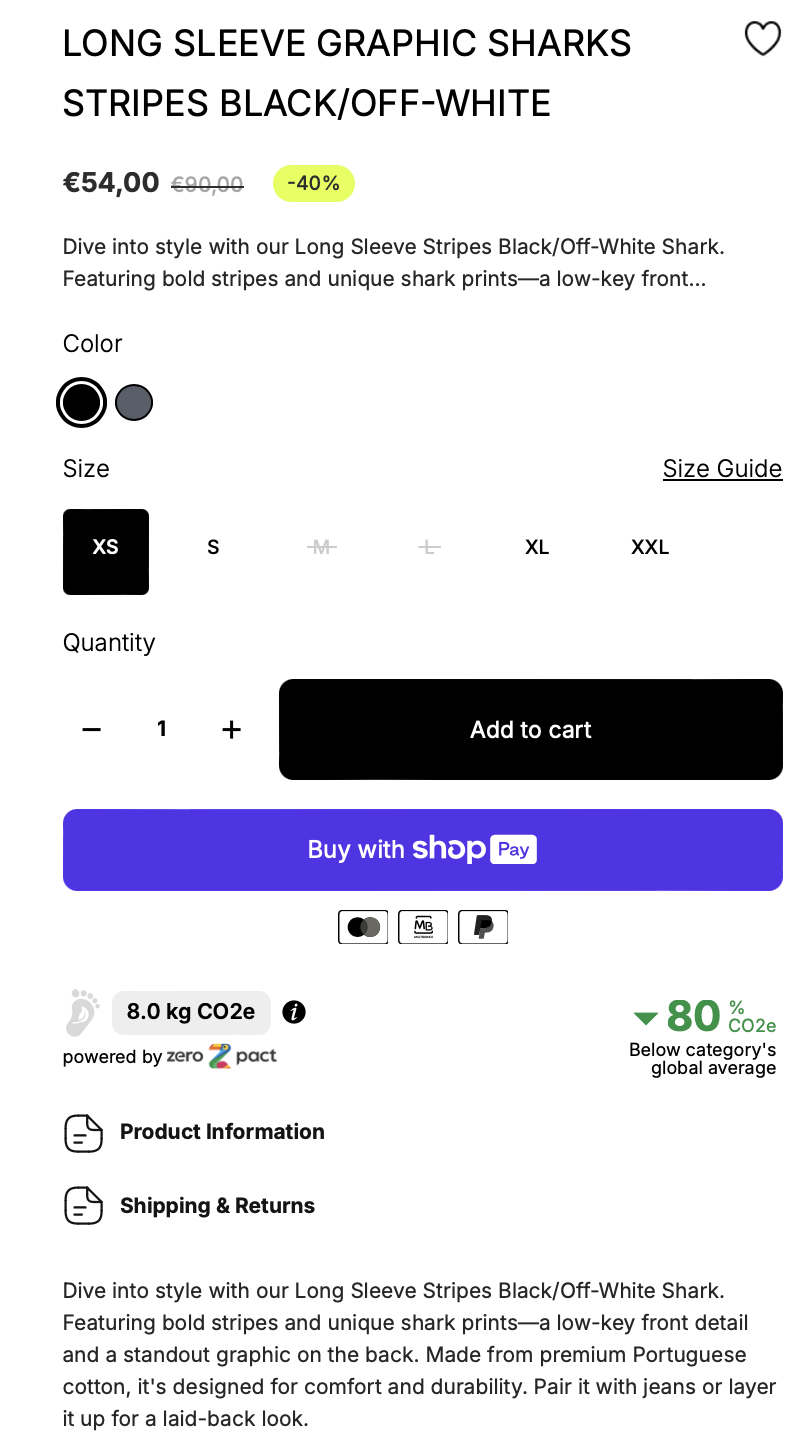 LONG SLEEVE GRAPHIC SHARKS
STRIPES BLACK/OFF-WHITE
€54,00 €90,00 -40%
Dive into style with our Long Sleeve Stripes Black/Off-White Shark.
Featuring bold stripes and unique shark prints—a low-key front...
Color
Size Size Guide
XS S M L XL XXL
Quantity
− 1 + Add to cart
Buy with shop Pay
MB
8.0 kg CO2e i
80 % CO2e
powered by zero pact
Below category's
global average
Product Information
Shipping & Returns
Dive into style with our Long Sleeve Stripes Black/Off-White Shark.
Featuring bold stripes and unique shark prints—a low-key front detail
and a standout graphic on the back. Made from premium Portuguese
cotton, it's designed for comfort and durability. Pair it with jeans or layer
it up for a laid-back look.